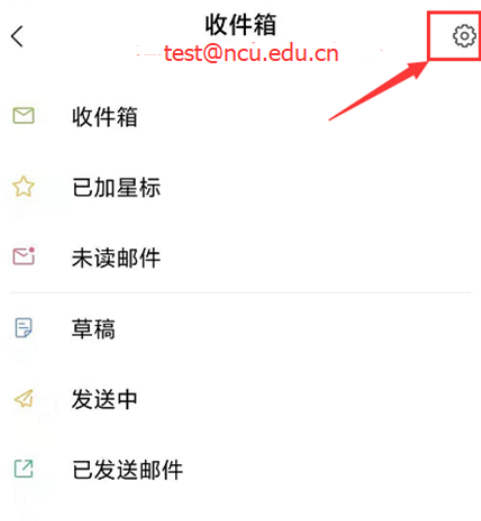 收件箱
test@ncu.edu.cn
收件箱
已加星标
未读邮件
草稿
发送中
已发送邮件